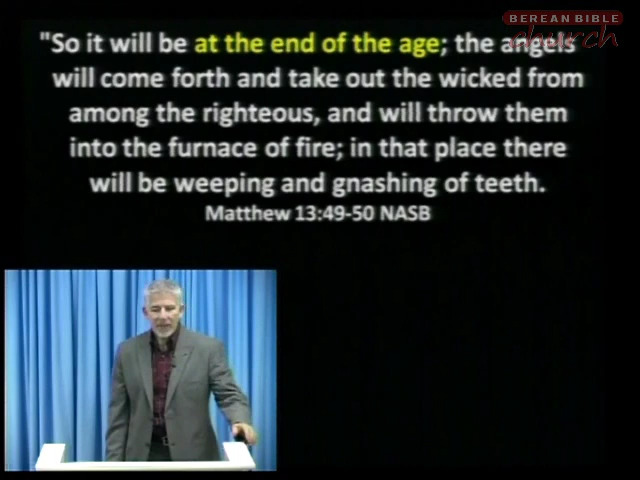 BEREAN BIBLE
church
"So it will be at the end of the age; the angels
will come forth and take out the wicked from
among the righteous, and will throw them
into the furnace of fire; in that place there
will be weeping and gnashing of teeth.
Matthew 13:49-50 NASB